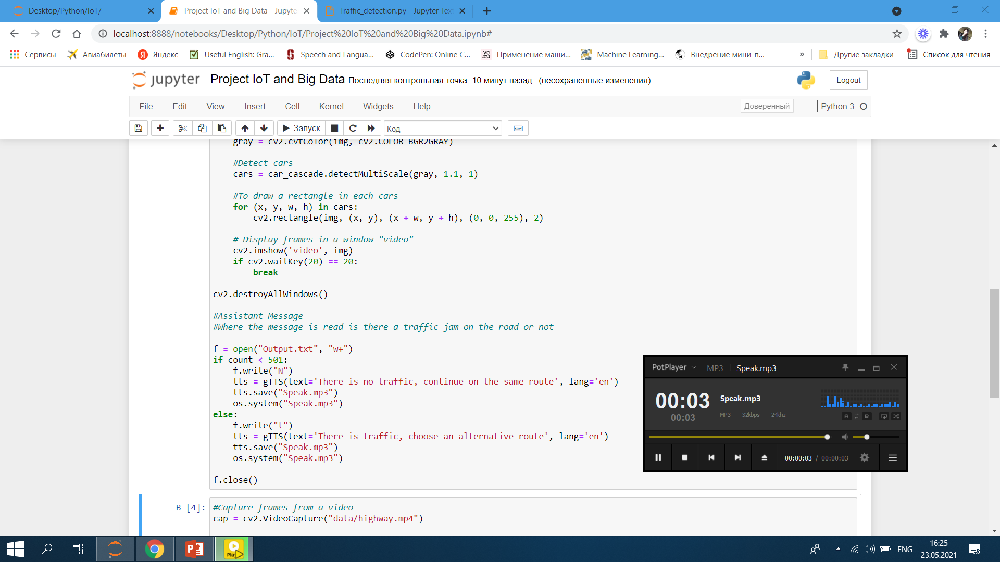 Desktop/Python/IoT/
Project IoT and Big Data - Jupyte
Traffic_detection.py - Jupyter Tex
localhost:8888/notebooks/Desktop/Python/IoT/Project%20IoT%20and%20Big%20Data.ipynb#
Сервисы
Авиабилеты
Яндекс
Useful English: Gra...
Speech and Langua...
CodePen: Online C...
Применение маши...
Machine Learning...
Внедрение мини-п...
»
Другие закладки
Список для чтения
jupyter
Project IoT and Big Data Последняя контрольная точка: 10 минут назад (несохраненные изменения)
Logout
File Edit View Insert Cell Kernel Widgets Help
Доверенный
Python 3
Запуск
Код
gray = cv2.cvtColor(img, cv2.COLOR_BGR2GRAY)
#Detect cars
cars = car_cascade.detectMultiScale(gray, 1.1, 1)
#To draw a rectangle in each cars
for (x, y, w, h) in cars:
cv2.rectangle(img, (x, y), (x + w, y + h), (0, 0, 255), 2)
# Display frames in a window "video"
cv2.imshow('video', img)
if cv2.waitKey(20) == 20:
break
cv2.destroyAllWindows()
#Assistant Message
#Where the message is read is there a traffic jam on the road or not
f = open("Output.txt", "w+")
if count < 501:
f.write("N")
tts = gTTS(text='There is no traffic, continue on the same route', lang='en')
tts.save("Speak.mp3")
os.system("Speak.mp3")
else:
f.write("t")
tts = gTTS(text='There is traffic, choose an alternative route', lang='en')
tts.save("Speak.mp3")
os.system("Speak.mp3")
f.close()
PotPlayer
MP3
Speak.mp3
00:03
00:03
Speak.mp3
MP3 32kbps 24khz
A B
00:00:03 / 00:00:03
В [4]:
#Capture frames from a video
cap = cv2.VideoCapture("data/highway.mp4")
ENG
16:25
23.05.2021